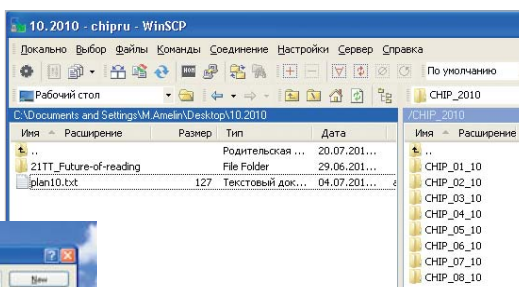 10.2010 - chipru - WinSCP
Локально Выбор Файлы Команды Соединение Настройки Сервер Справка
По умолчанию
Рабочий стол
CHIP_2010
C:\Documents and Settings\M.Amelin\Desktop\10.2010
/CHIP_2010
Имя Расширение Размер Тип Дата
Имя Расширение
.. Родительская ... 20.07.201...
..
21TT_Future-of-reading File Folder 29.06.201...
CHIP_01_10
plan10.txt 127 Текстовый док... 04.07.201... a
CHIP_02_10
CHIP_03_10
CHIP_04_10
CHIP_05_10
CHIP_06_10
CHIP_07_10
CHIP_08_10
New